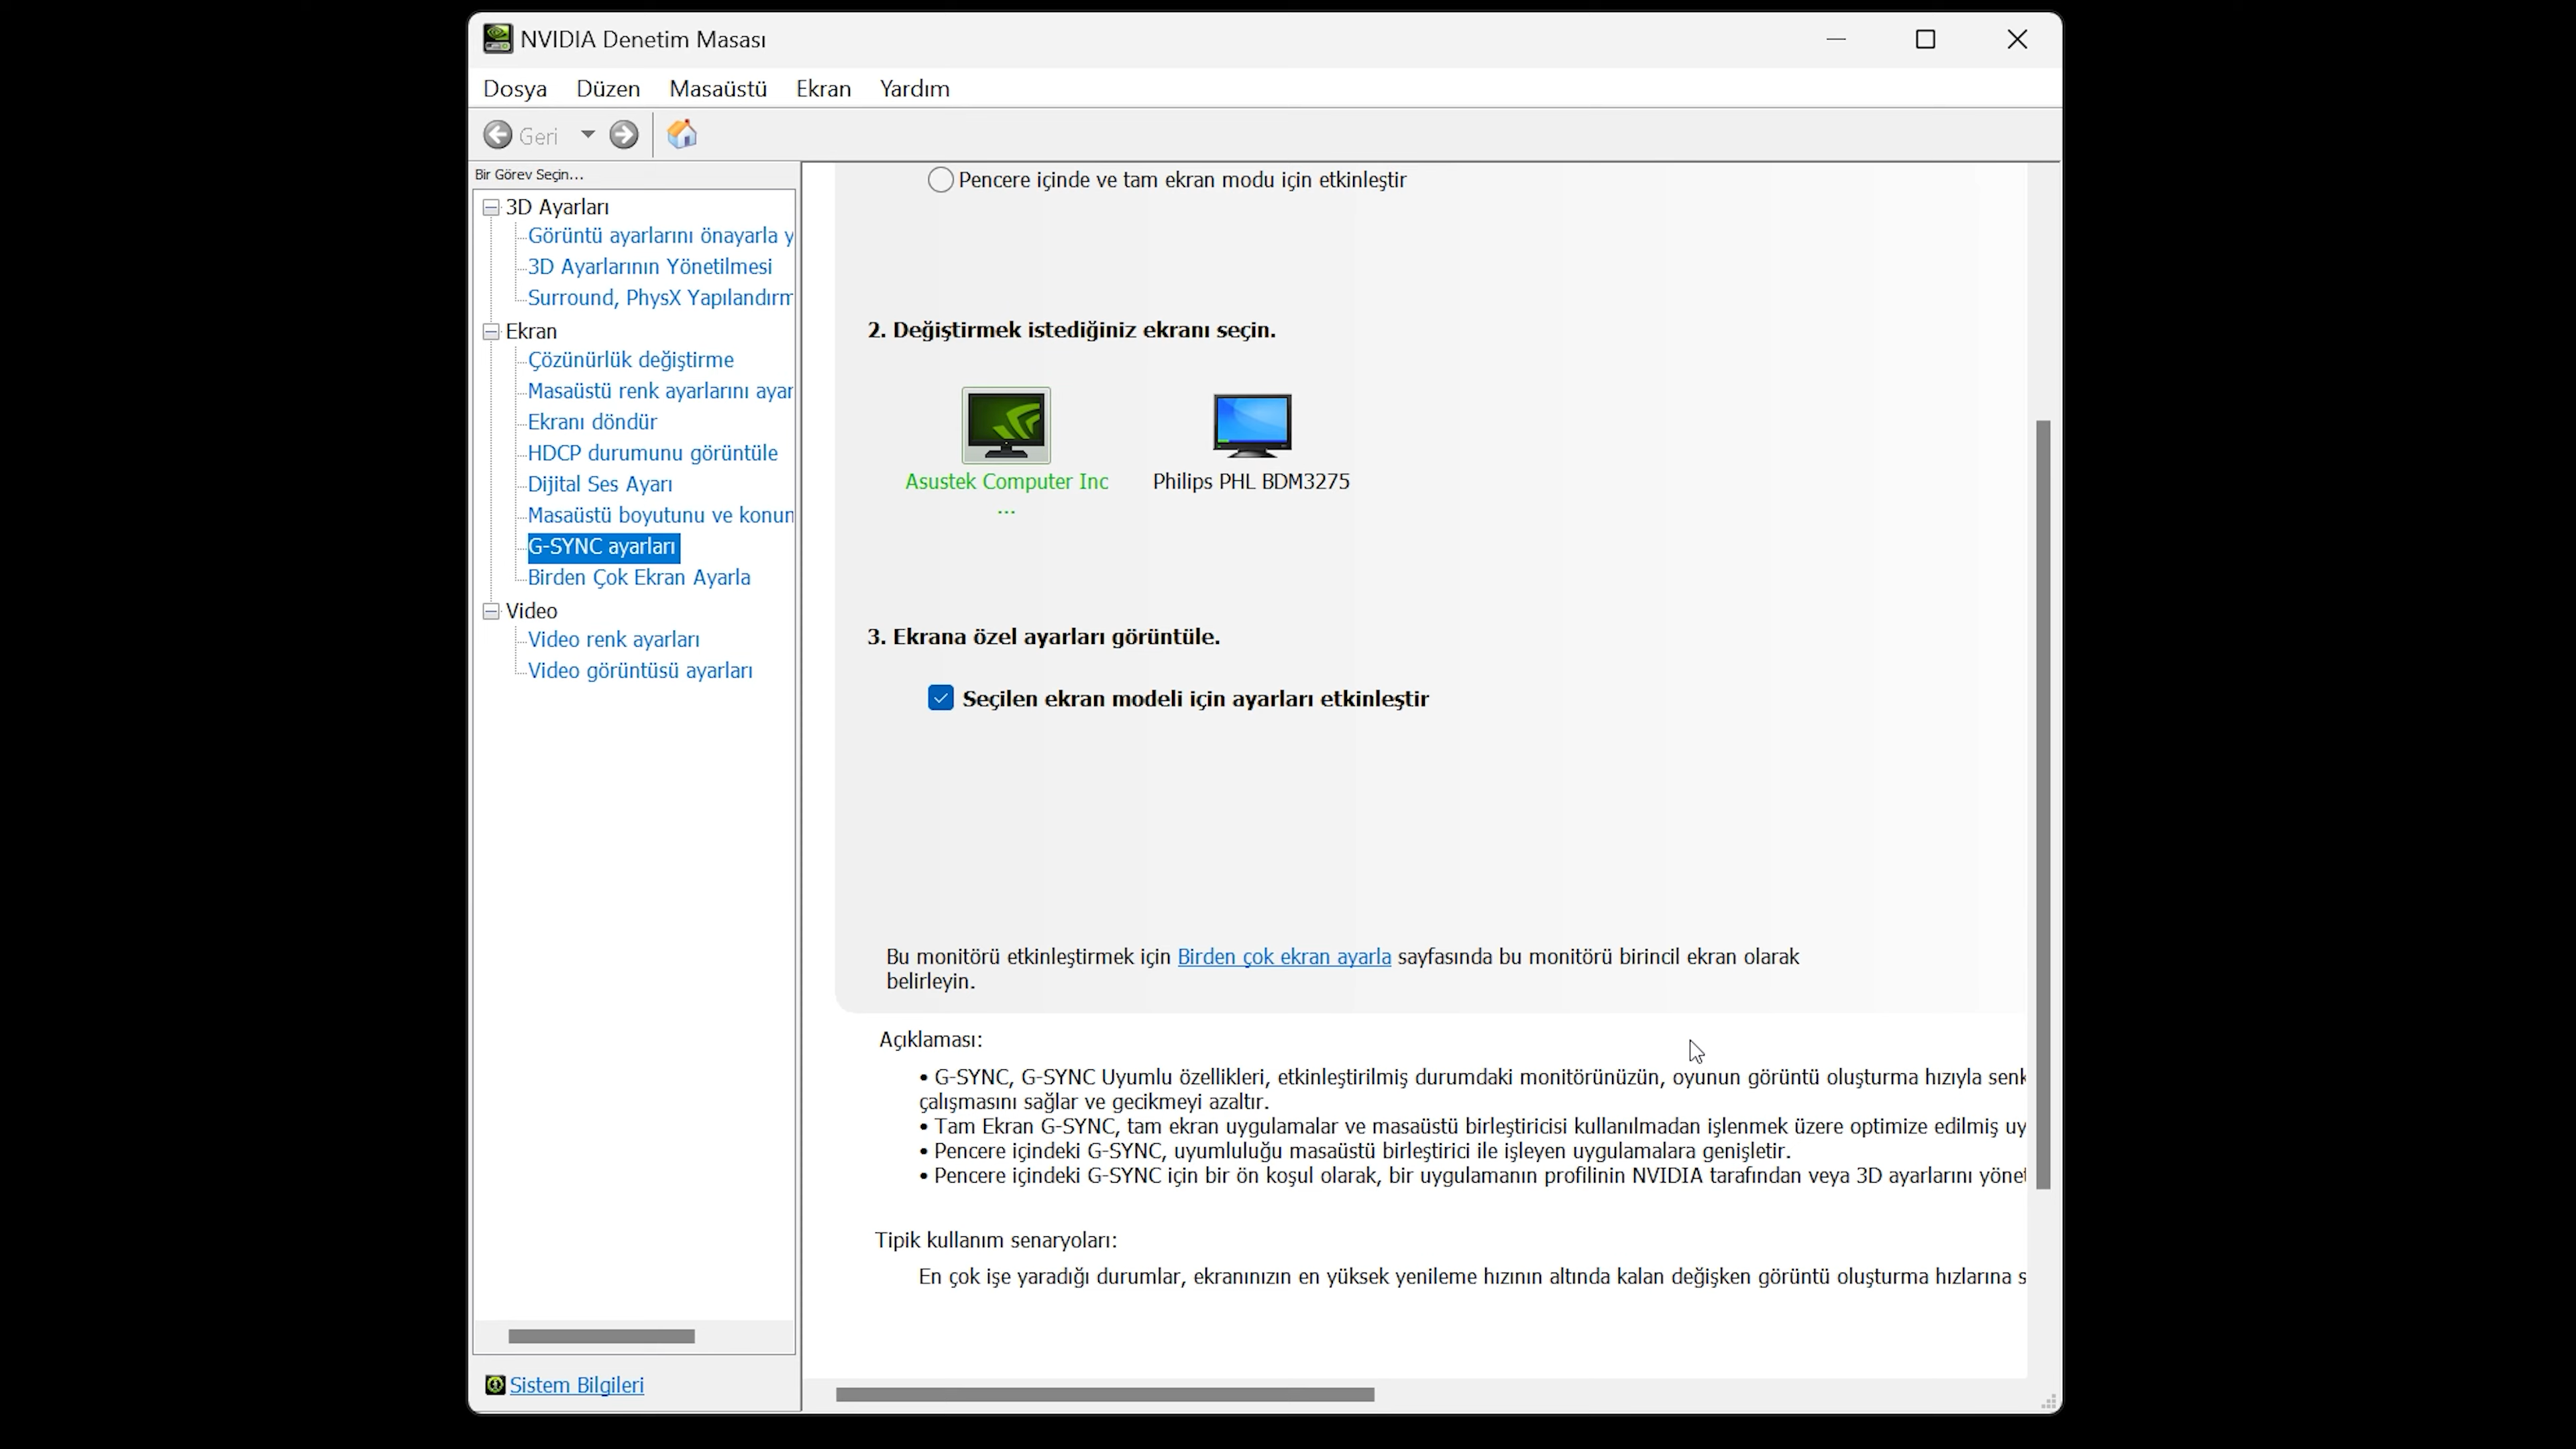 NVIDIA Denetim Masası
Dosya Düzen Masaüstü Ekran Yardım
Geri
Bir Görev Seçin...
3D Ayarları
Görüntü ayarlarını önayarla y
3D Ayarlarının Yönetilmesi
Surround, PhysX Yapılandırm
Ekran
Çözünürlük değiştirme
Masaüstü renk ayarlarını ayar
Ekranı döndür
HDCP durumunu görüntüle
Dijital Ses Ayarı
Masaüstü boyutunu ve konun
G-SYNC ayarları
Birden Çok Ekran Ayarla
Video
Video renk ayarları
Video görüntüsü ayarları
Sistem Bilgileri
Pencere içinde ve tam ekran modu için etkinleştir
2. Değiştirmek istediğiniz ekranı seçin.
Asustek Computer Inc
...
Philips PHL BDM3275
3. Ekrana özel ayarları görüntüle.
Seçilen ekran modeli için ayarları etkinleştir
Bu monitörü etkinleştirmek için Birden çok ekran ayarla sayfasında bu monitörü birincil ekran olarak
belirleyin.
Açıklaması:
• G-SYNC, G-SYNC Uyumlu özellikleri, etkinleştirilmiş durumdaki monitörünüzün, oyunun görüntü oluşturma hızıyla senk
çalışmasını sağlar ve gecikmeyi azaltır.
• Tam Ekran G-SYNC, tam ekran uygulamalar ve masaüstü birleştiricisi kullanılmadan işlenmek üzere optimize edilmiş uy
• Pencere içindeki G-SYNC, uyumluluğu masaüstü birleştirici ile işleyen uygulamalara genişletir.
• Pencere içindeki G-SYNC için bir ön koşul olarak, bir uygulamanın profilinin NVIDIA tarafından veya 3D ayarlarını yönet
Tipik kullanım senaryoları:
En çok işe yaradığı durumlar, ekranınızın en yüksek yenileme hızının altında kalan değişken görüntü oluşturma hızlarına s